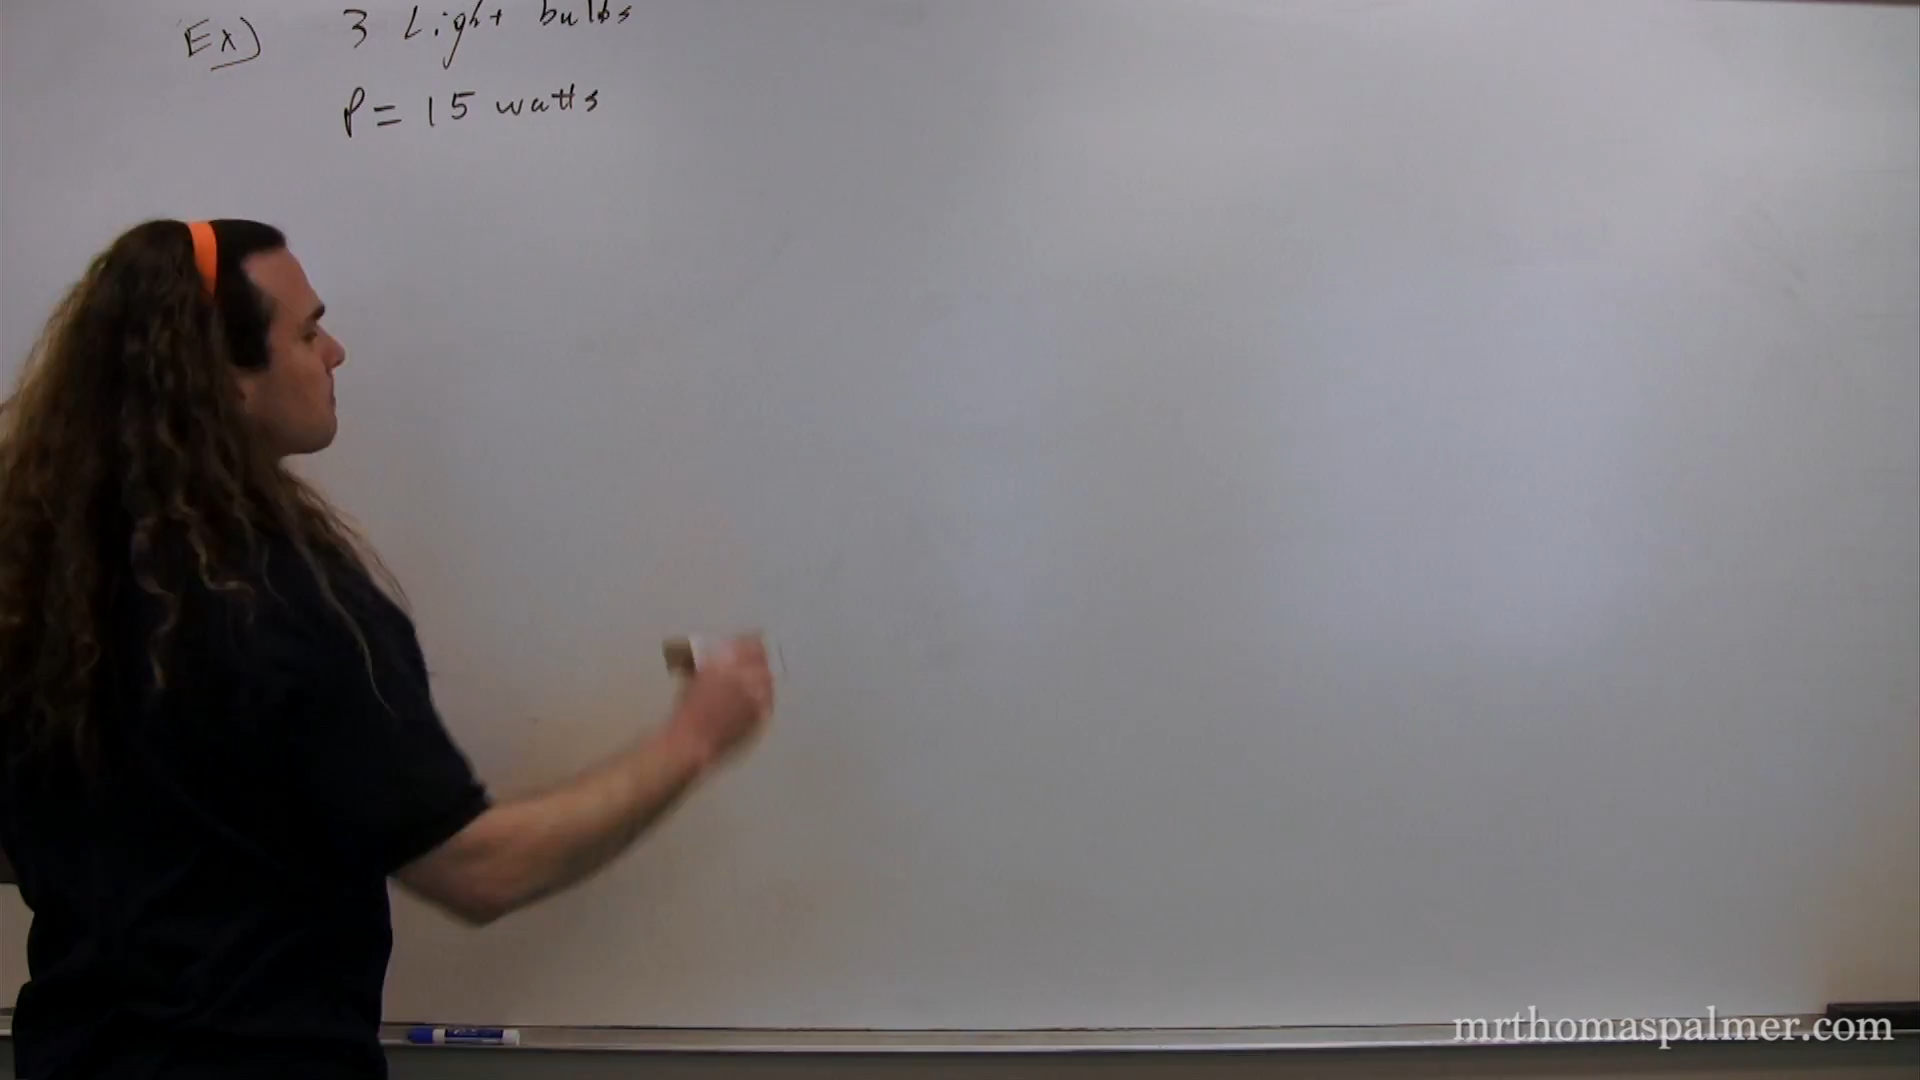 Ex) 3 Light bulbs
P = 15 watts
mrthomaspalmer.com